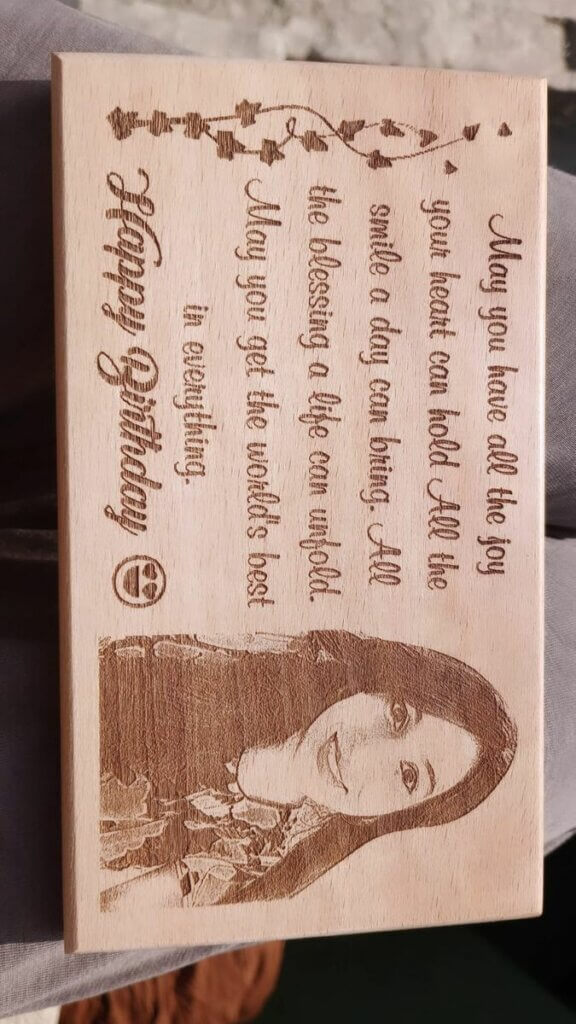 May you have all the joy
your heart can hold All the
smile a day can bring. All
the blessing a life can unfold.
May you get the world's best
in everything.
Happy Birthday